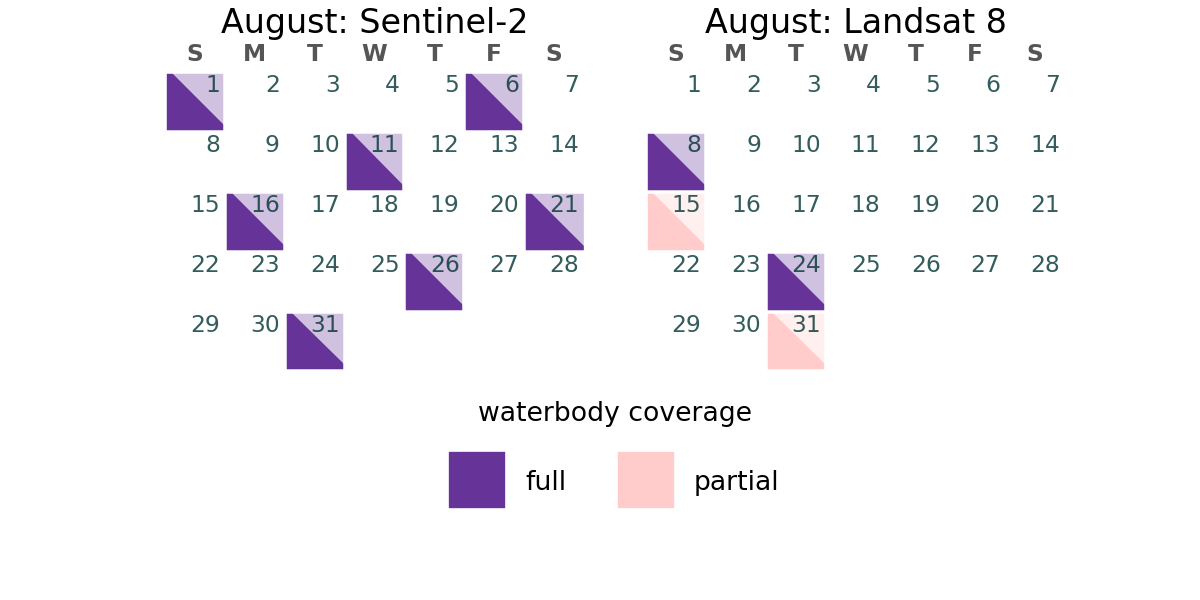 August: Sentinel-2
S M T W T F S
1 2 3 4 5 6 7
8 9 10 11 12 13 14
15 16 17 18 19 20 21
22 23 24 25 26 27 28
29 30 31
August: Landsat 8
S M T W T F S
1 2 3 4 5 6 7
8 9 10 11 12 13 14
15 16 17 18 19 20 21
22 23 24 25 26 27 28
29 30 31
waterbody coverage
full
partial